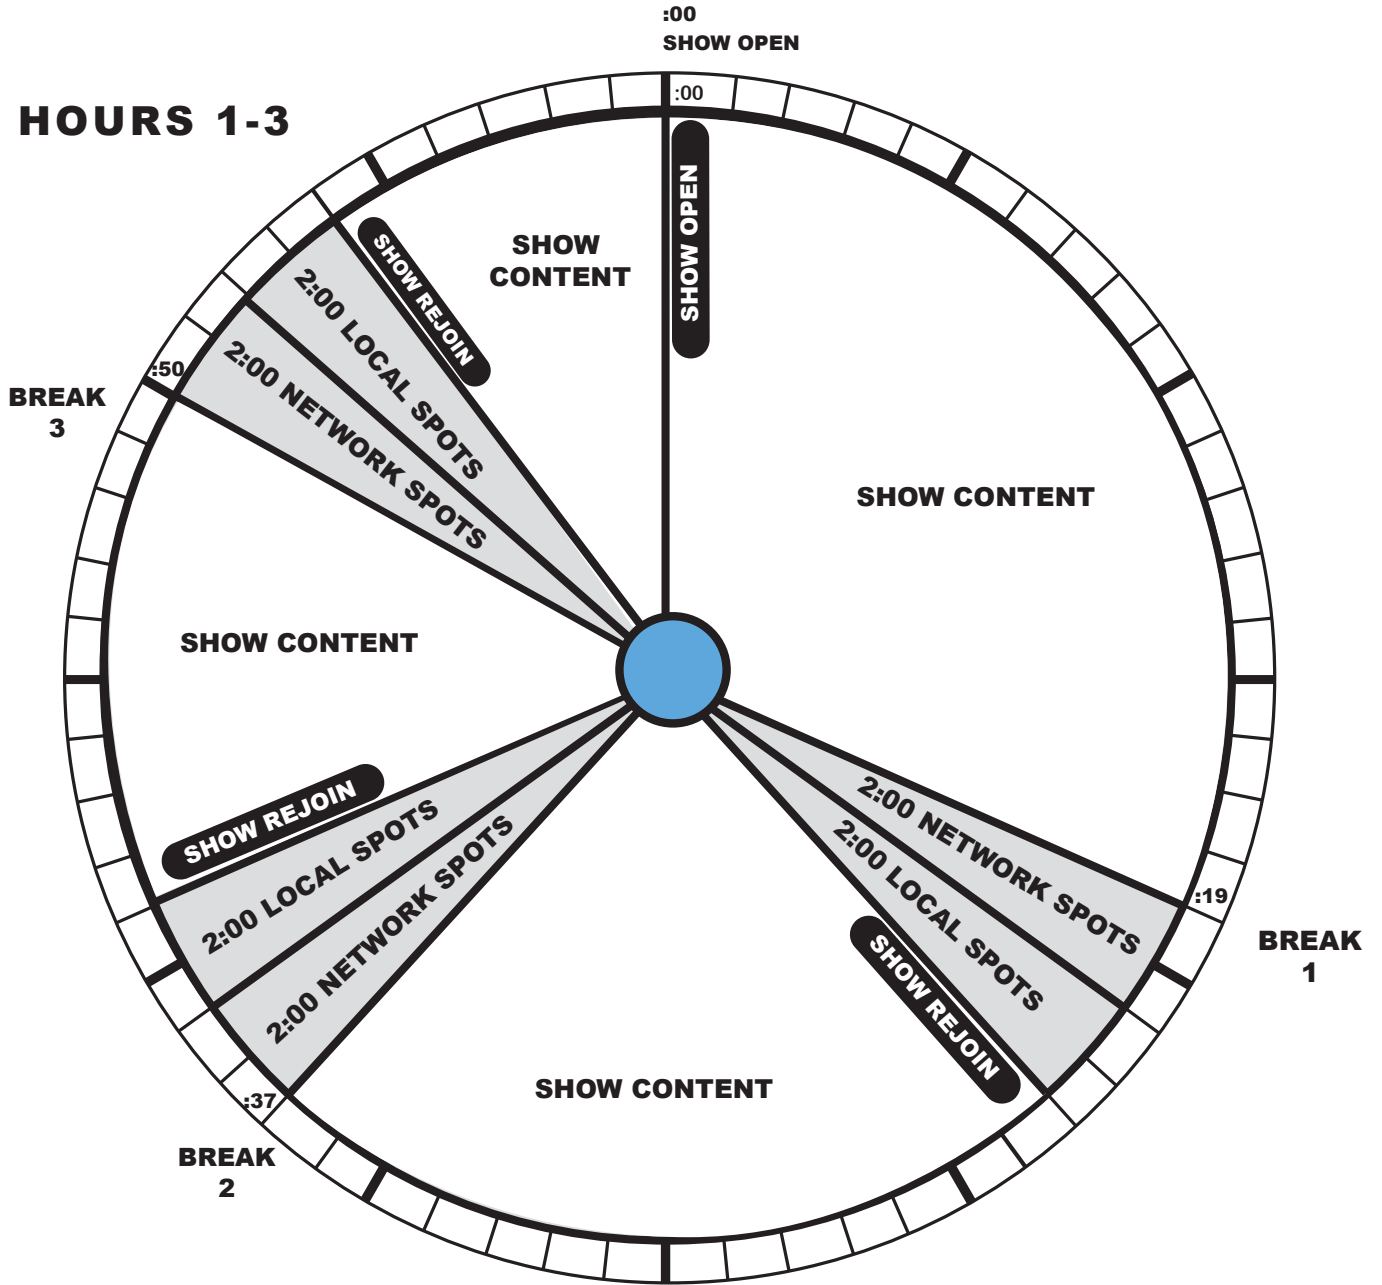 :00
SHOW OPEN
HOURS 1-3
:00
SHOW OPEN
SHOW CONTENT
:19
BREAK
1
2:00 NETWORK SPOTS
2:00 LOCAL SPOTS
SHOW REJOIN
SHOW CONTENT
:37
BREAK
2
2:00 NETWORK SPOTS
2:00 LOCAL SPOTS
SHOW REJOIN
SHOW CONTENT
:50
BREAK
3
2:00 NETWORK SPOTS
2:00 LOCAL SPOTS
SHOW REJOIN
SHOW
CONTENT